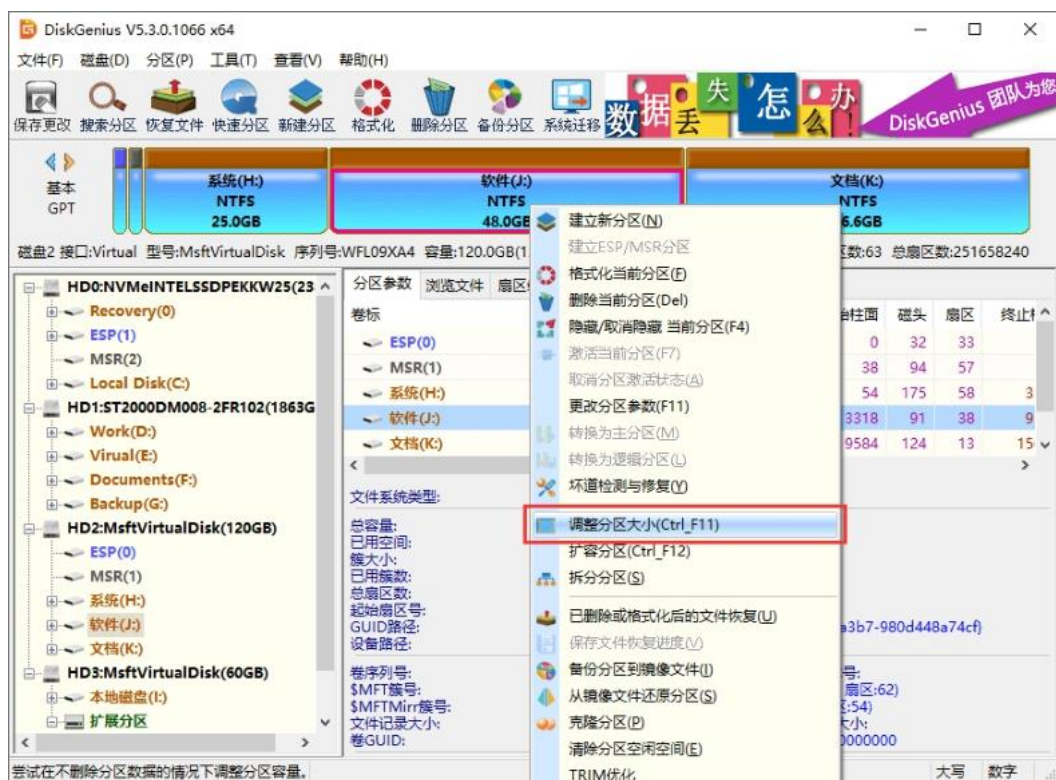 DiskGenius V5.3.0.1066 x64
文件(F) 磁盘(D) 分区(P) 工具(T) 查看(V) 帮助(H)
保存更改 搜索分区 恢复文件 快速分区 新建分区 格式化 删除分区 备份分区 系统迁移
数据丢失怎么办!
DiskGenius 团队为您
基本
GPT
系统(H:)
NTFS
25.0GB
软件(J:)
NTFS
48.0GB
文档(K:)
NTFS
6.6GB
磁盘2 接口:Virtual 型号:MsftVirtualDisk 序列号:WFL09XA4 容量:120.0GB(1
数:63 总扇区数:251658240
HD0:NVMeINTELSSDPEKKW25(23
Recovery(0)
ESP(1)
MSR(2)
Local Disk(C:)
HD1:ST2000DM008-2FR102(1863G
Work(D:)
Virual(E:)
Documents(F:)
Backup(G:)
HD2:MsftVirtualDisk(120GB)
ESP(0)
MSR(1)
系统(H:)
软件(J:)
文档(K:)
HD3:MsftVirtualDisk(60GB)
本地磁盘(I:)
扩展分区
分区参数 浏览文件 扇区
卷标
柱面 磁头 扇区 终止
ESP(0) 0 32 33
MSR(1) 38 94 57
系统(H:) 54 175 58 3
软件(J:) 3318 91 38 9
文档(K:) 9584 124 13 15
文件系统类型:
总容量:
已用空间:
簇大小:
已用簇数:
总扇区数:
起始扇区号:
GUID路径:
设备路径:
a3b7-980d448a74cf}
卷序列号:
$MFT簇号:
$MFTMirr簇号:
文件记录大小:
卷GUID:
号:
扇区:62)
:54)
大小:
0000000
建立新分区(N)
建立ESP/MSR分区
格式化当前分区(F)
删除当前分区(Del)
隐藏/取消隐藏 当前分区(F4)
激活当前分区(F7)
取消分区激活状态(A)
更改分区参数(F11)
转换为主分区(M)
转换为逻辑分区(L)
坏道检测与修复(Y)
调整分区大小(Ctrl_F11)
扩容分区(Ctrl_F12)
拆分分区(S)
已删除或格式化后的文件恢复(U)
保存文件恢复进度(V)
备份分区到镜像文件(I)
从镜像文件还原分区(S)
克隆分区(P)
清除分区空闲空间(E)
TRIM优化
尝试在不删除分区数据的情况下调整分区容量。
大写 数字